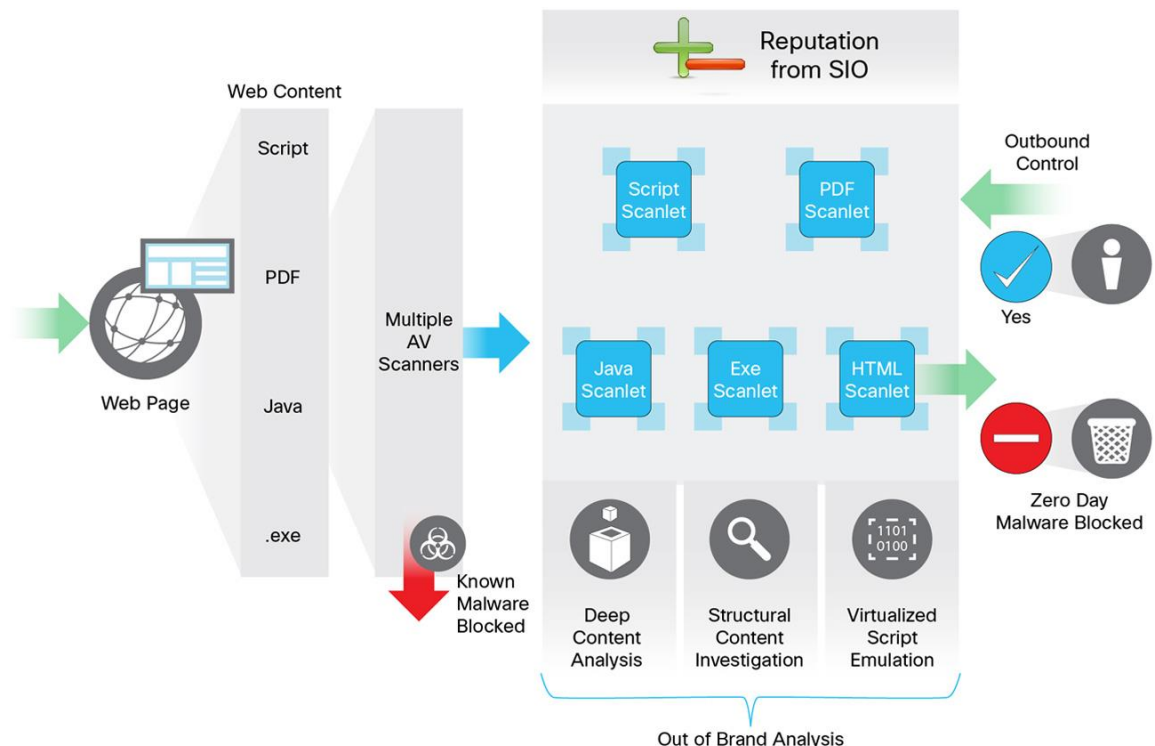 Reputation
from SIO
Web Content
Script
PDF
Java
.exe
Web Page
Multiple
AV
Scanners
Known
Malware
Blocked
Script
Scanlet
PDF
Scanlet
Java
Scanlet
Exe
Scanlet
HTML
Scanlet
Outbound
Control
Yes
Zero Day
Malware Blocked
1101
0100
Deep
Content
Analysis
Structural
Content
Investigation
Virtualized
Script
Emulation
Out of Brand Analysis